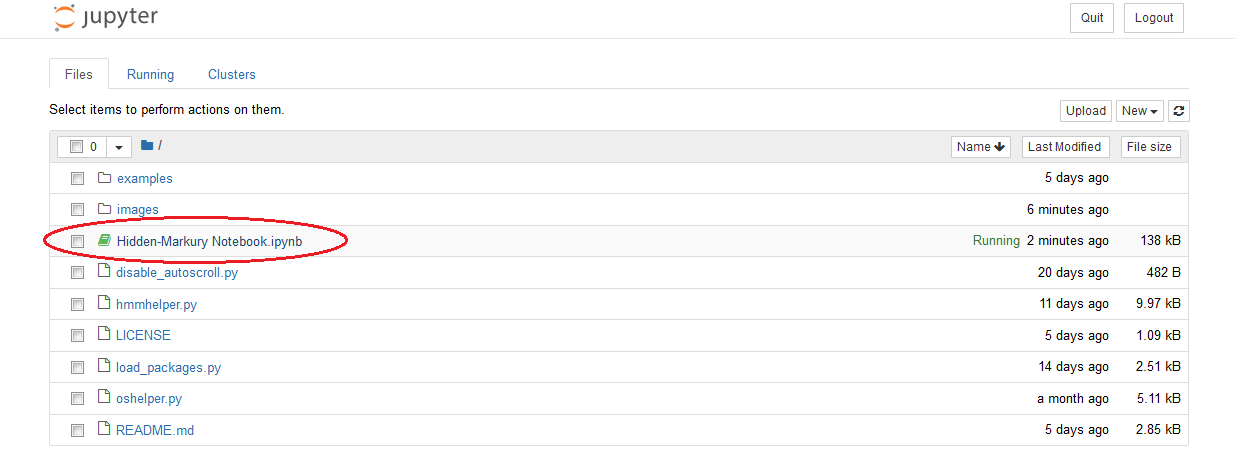 jupyter Quit Logout
Files Running Clusters
Select items to perform actions on them. Upload New
0 / Name Last Modified File size
examples 5 days ago
images 6 minutes ago
Hidden-Markury Notebook.ipynb Running 2 minutes ago 138 kB
disable_autoscroll.py 20 days ago 482 B
hmmhelper.py 11 days ago 9.97 kB
LICENSE 5 days ago 1.09 kB
load_packages.py 14 days ago 2.51 kB
oshelper.py a month ago 5.11 kB
README.md 5 days ago 2.85 kB